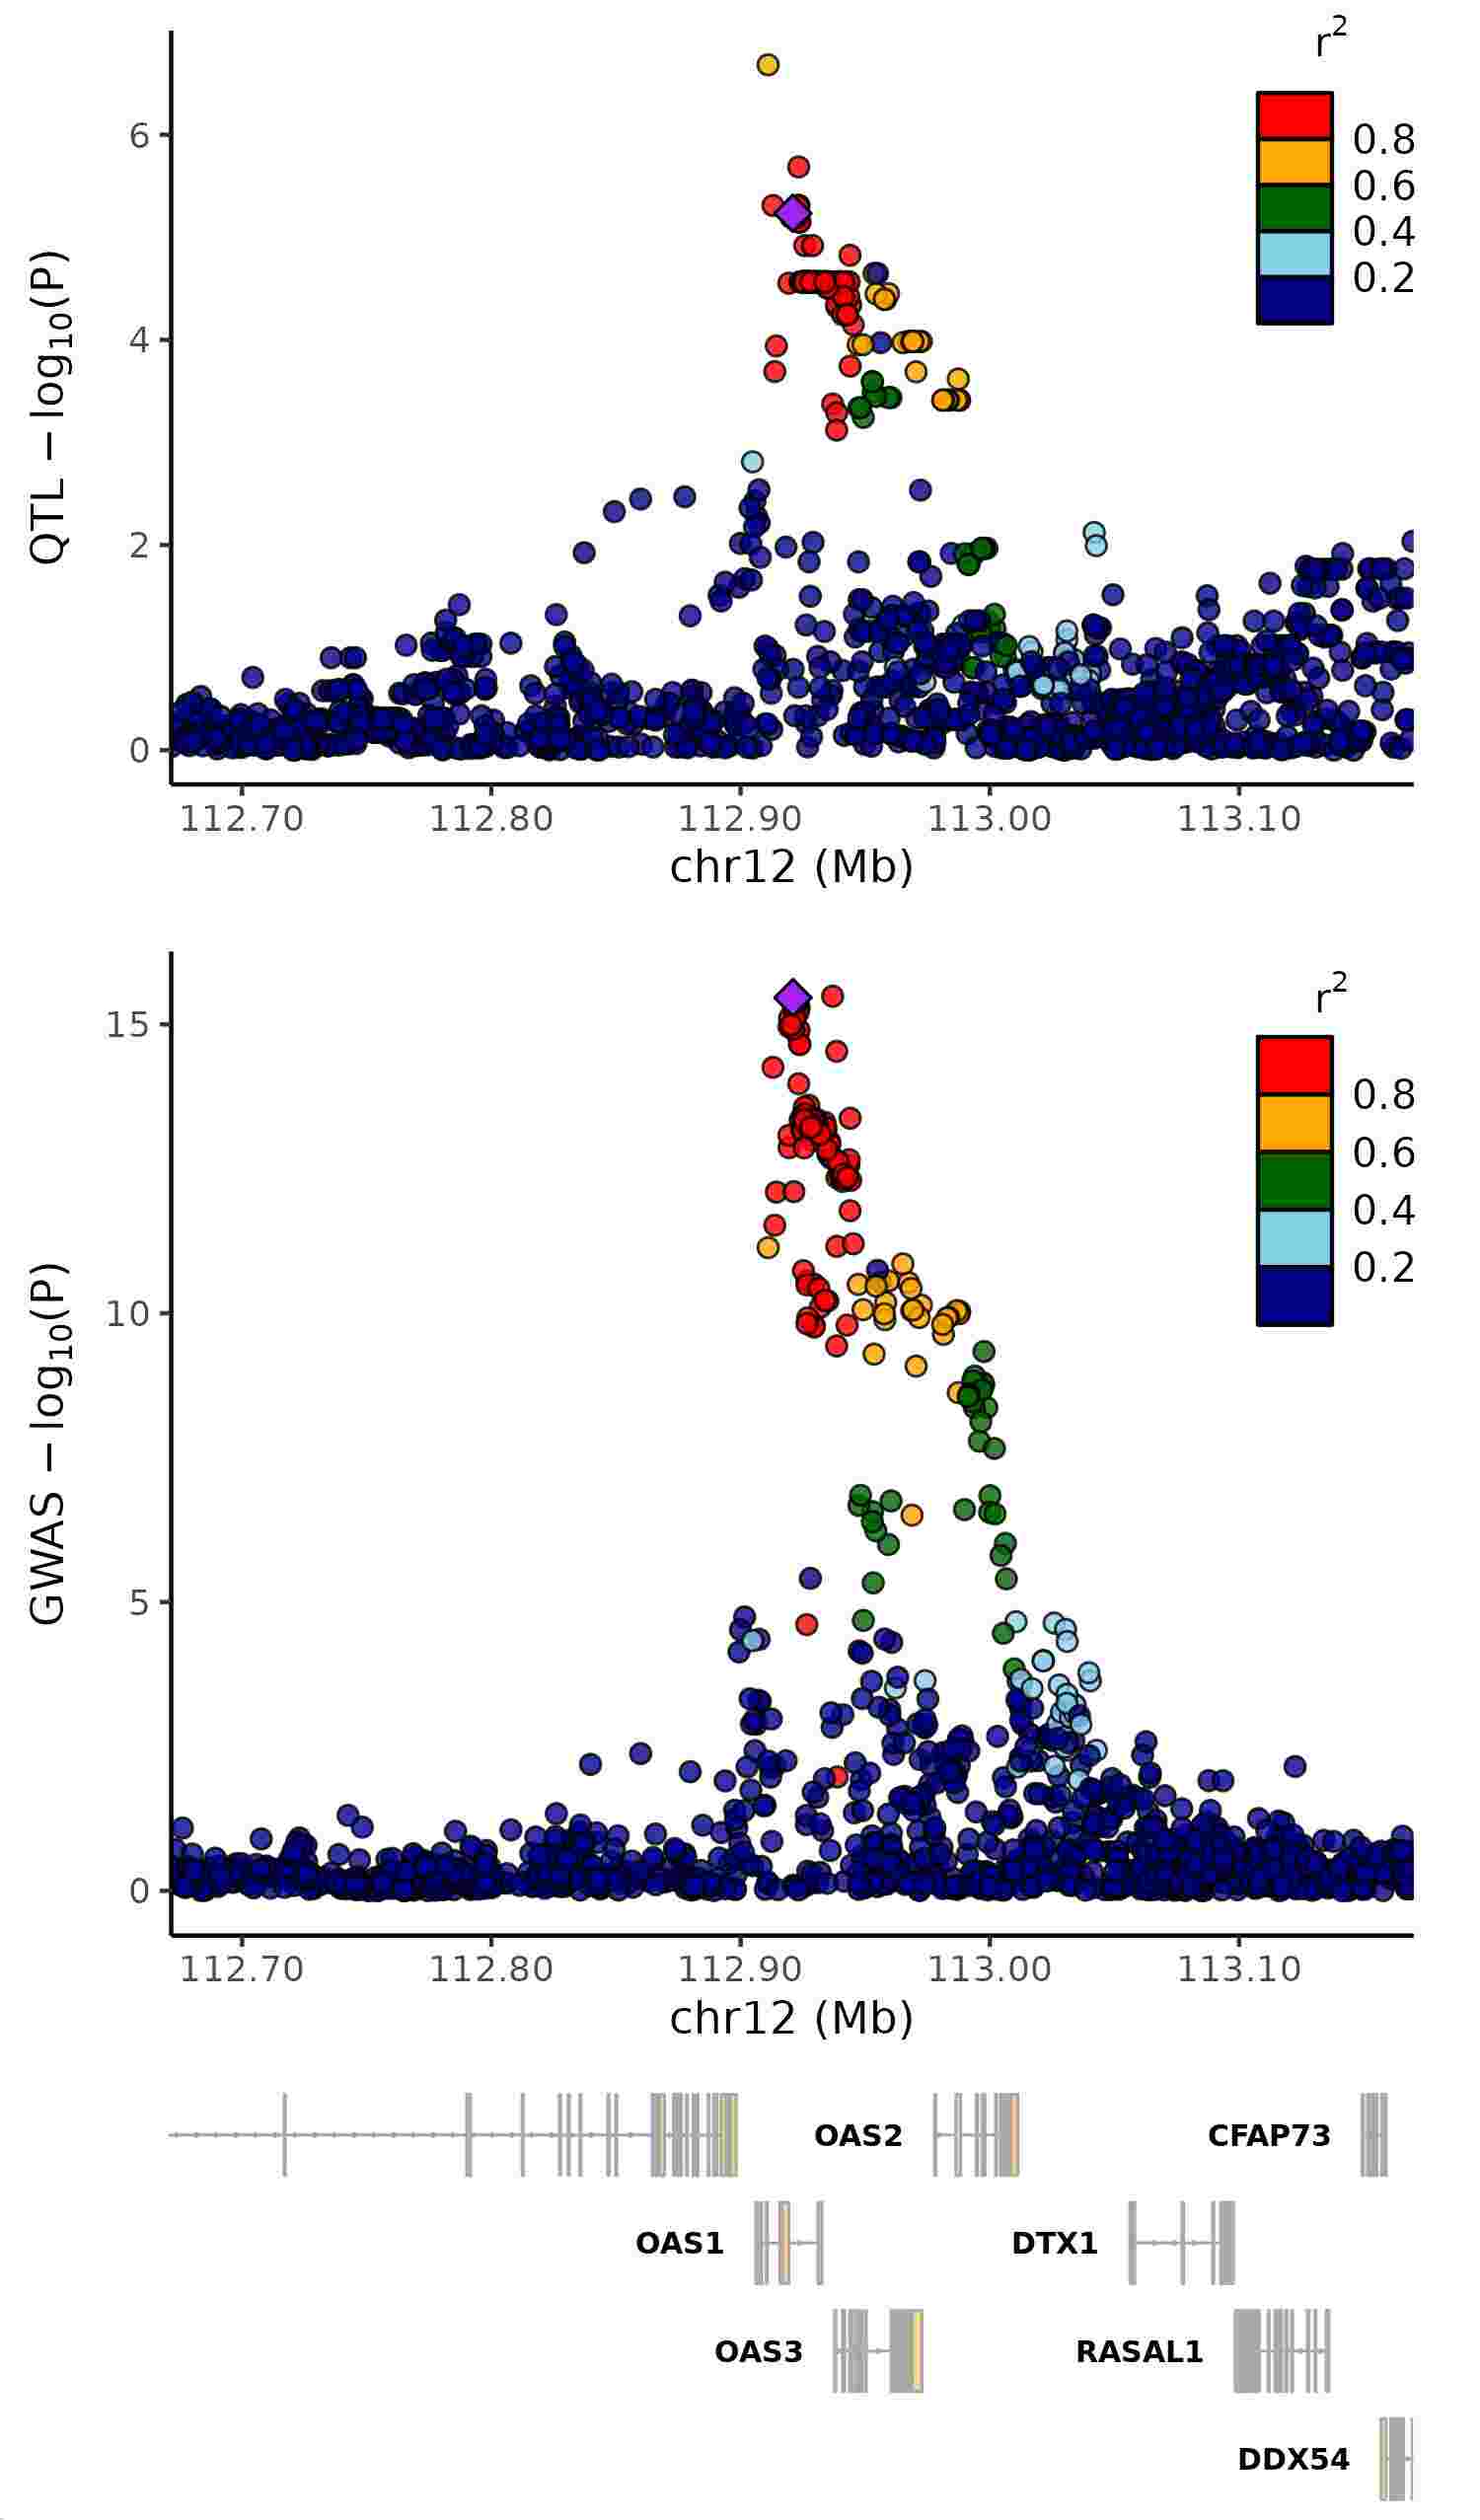 r²
6
4
2
0
0.8
0.6
0.4
0.2
QTL −log₁₀(P)
112.70 112.80 112.90 113.00 113.10
chr12 (Mb)
r²
15
10
5
0
0.8
0.6
0.4
0.2
GWAS −log₁₀(P)
112.70 112.80 112.90 113.00 113.10
chr12 (Mb)
OAS2 CFAP73
OAS1 DTX1
OAS3 RASAL1
DDX54